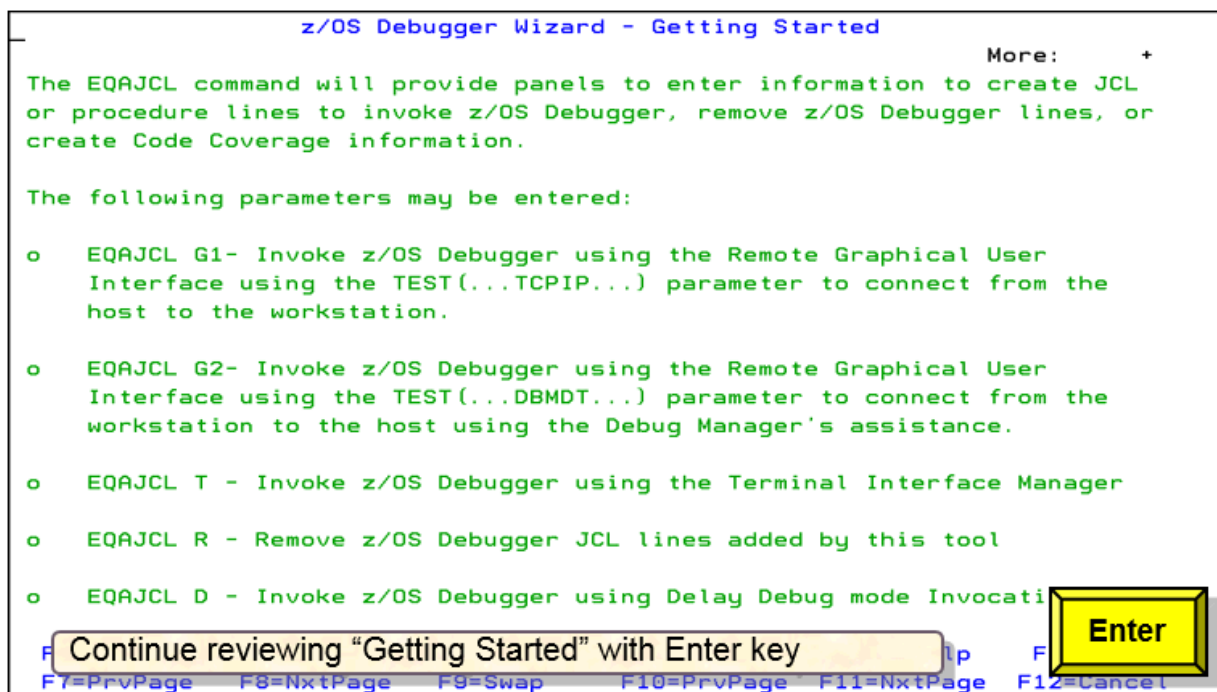 z/OS Debugger Wizard - Getting Started
More: +
The EQAJCL command will provide panels to enter information to create JCL
or procedure lines to invoke z/OS Debugger, remove z/OS Debugger lines, or
create Code Coverage information.
The following parameters may be entered:
o EQAJCL G1- Invoke z/OS Debugger using the Remote Graphical User
Interface using the TEST(...TCPIP...) parameter to connect from the
host to the workstation.
o EQAJCL G2- Invoke z/OS Debugger using the Remote Graphical User
Interface using the TEST(...DBMDT...) parameter to connect from the
workstation to the host using the Debug Manager's assistance.
o EQAJCL T - Invoke z/OS Debugger using the Terminal Interface Manager
o EQAJCL R - Remove z/OS Debugger JCL lines added by this tool
o EQAJCL D - Invoke z/OS Debugger using Delay Debug mode
Continue reviewing “Getting Started” with Enter key
Enter
F7=PrvPage F8=NxtPage F9=Swap F10=PrvPage F11=NxtPage F12=Cancel